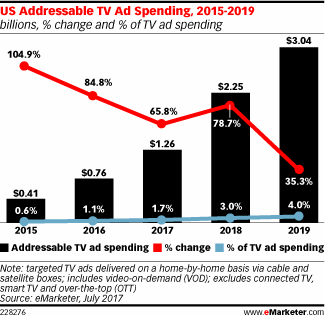 US Addressable TV Ad Spending, 2015-2019
billions, % change and % of TV ad spending
104.9%
84.8%
65.8%
78.7%
35.3%
$0.41
$0.76
$1.26
$2.25
$3.04
0.6%
1.1%
1.7%
3.0%
4.0%
2015 2016 2017 2018 2019
Addressable TV ad spending % change % of TV ad spending
Note: targeted TV ads delivered on a home-by-home basis via cable and
satellite boxes; includes video-on-demand (VOD); excludes connected TV,
smart TV and over-the-top (OTT)
Source: eMarketer, July 2017
228276 www.eMarketer.com